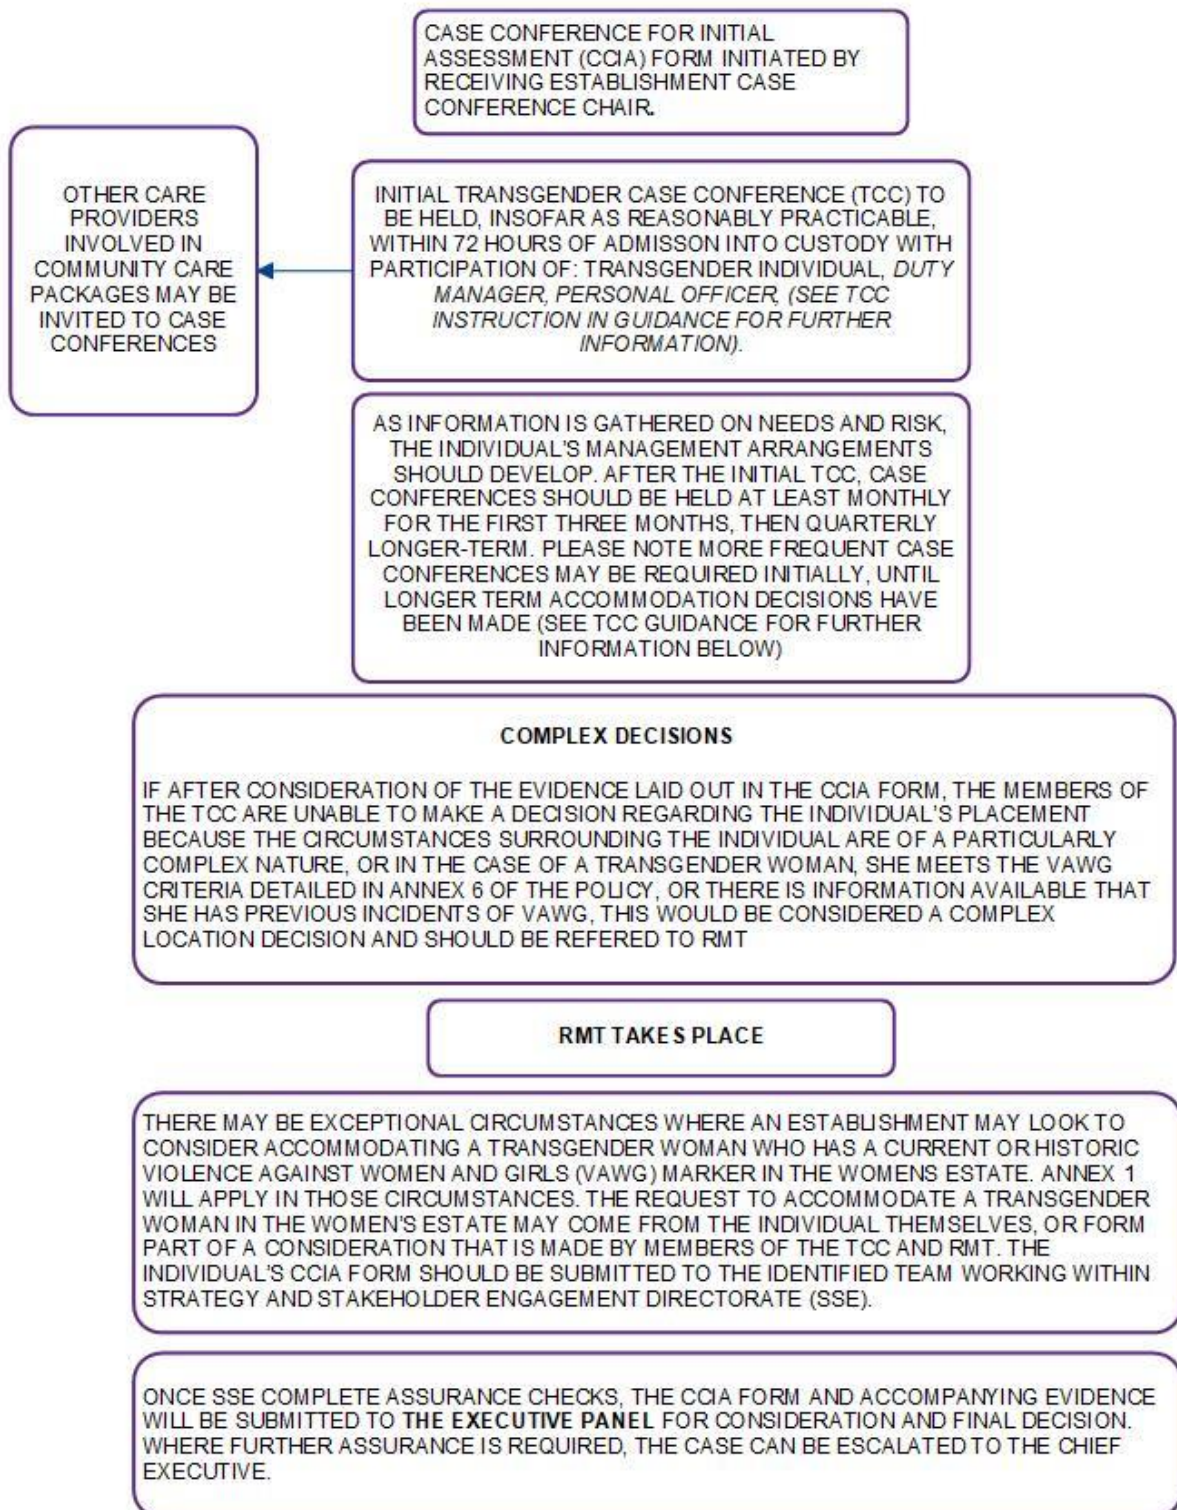 CASE CONFERENCE FOR INITIAL
ASSESSMENT (CCIA) FORM INITIATED BY
RECEIVING ESTABLISHMENT CASE
CONFERENCE CHAIR.
OTHER CARE
PROVIDERS
INVOLVED IN
COMMUNITY CARE
PACKAGES MAY BE
INVITED TO CASE
CONFERENCES
INITIAL TRANSGENDER CASE CONFERENCE (TCC) TO
BE HELD, INSOFAR AS REASONABLY PRACTICABLE,
WITHIN 72 HOURS OF ADMISSON INTO CUSTODY WITH
PARTICIPATION OF: TRANSGENDER INDIVIDUAL, DUTY
MANAGER, PERSONAL OFFICER, (SEE TCC
INSTRUCTION IN GUIDANCE FOR FURTHER
INFORMATION).
AS INFORMATION IS GATHERED ON NEEDS AND RISK,
THE INDIVIDUAL'S MANAGEMENT ARRANGEMENTS
SHOULD DEVELOP. AFTER THE INITIAL TCC, CASE
CONFERENCES SHOULD BE HELD AT LEAST MONTHLY
FOR THE FIRST THREE MONTHS, THEN QUARTERLY
LONGER-TERM. PLEASE NOTE MORE FREQUENT CASE
CONFERENCES MAY BE REQUIRED INITIALLY, UNTIL
LONGER TERM ACCOMMODATION DECISIONS HAVE
BEEN MADE (SEE TCC GUIDANCE FOR FURTHER
INFORMATION BELOW)
COMPLEX DECISIONS
IF AFTER CONSIDERATION OF THE EVIDENCE LAID OUT IN THE CCIA FORM, THE MEMBERS OF
THE TCC ARE UNABLE TO MAKE A DECISION REGARDING THE INDIVIDUAL'S PLACEMENT
BECAUSE THE CIRCUMSTANCES SURROUNDING THE INDIVIDUAL ARE OF A PARTICULARLY
COMPLEX NATURE, OR IN THE CASE OF A TRANSGENDER WOMAN, SHE MEETS THE VAWG
CRITERIA DETAILED IN ANNEX 6 OF THE POLICY, OR THERE IS INFORMATION AVAILABLE THAT
SHE HAS PREVIOUS INCIDENTS OF VAWG, THIS WOULD BE CONSIDERED A COMPLEX
LOCATION DECISION AND SHOULD BE REFERED TO RMT
RMT TAKES PLACE
THERE MAY BE EXCEPTIONAL CIRCUMSTANCES WHERE AN ESTABLISHMENT MAY LOOK TO
CONSIDER ACCOMMODATING A TRANSGENDER WOMAN WHO HAS A CURRENT OR HISTORIC
VIOLENCE AGAINST WOMEN AND GIRLS (VAWG) MARKER IN THE WOMENS ESTATE. ANNEX 1
WILL APPLY IN THOSE CIRCUMSTANCES. THE REQUEST TO ACCOMMODATE A TRANSGENDER
WOMAN IN THE WOMEN'S ESTATE MAY COME FROM THE INDIVIDUAL THEMSELVES, OR FORM
PART OF A CONSIDERATION THAT IS MADE BY MEMBERS OF THE TCC AND RMT. THE
INDIVIDUAL'S CCIA FORM SHOULD BE SUBMITTED TO THE IDENTIFIED TEAM WORKING WITHIN
STRATEGY AND STAKEHOLDER ENGAGEMENT DIRECTORATE (SSE).
ONCE SSE COMPLETE ASSURANCE CHECKS, THE CCIA FORM AND ACCOMPANYING EVIDENCE
WILL BE SUBMITTED TO THE EXECUTIVE PANEL FOR CONSIDERATION AND FINAL DECISION.
WHERE FURTHER ASSURANCE IS REQUIRED, THE CASE CAN BE ESCALATED TO THE CHIEF
EXECUTIVE.